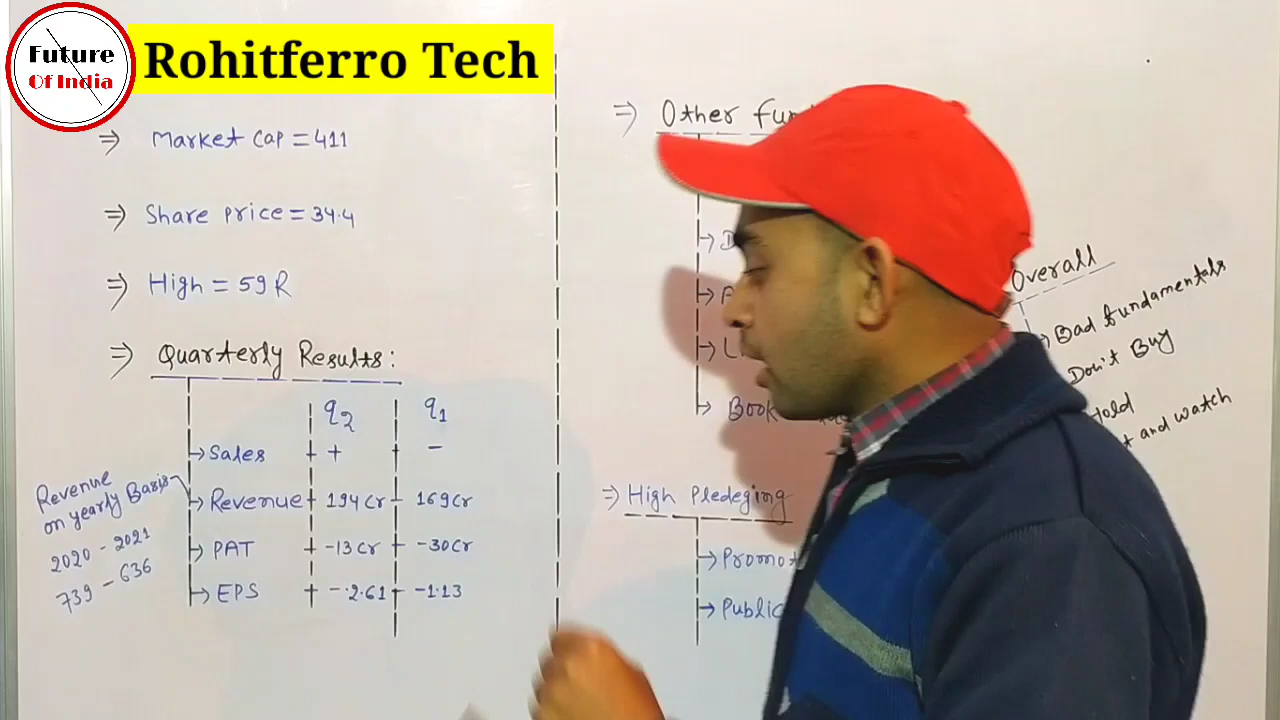 Future
Of India
Rohitferro Tech
⇒ Market Cap = 411
⇒ Share price = 34.4
⇒ High = 59 R
⇒ Quarterly Results:
q2 q1
→ Sales + -
→ Revenue 194 Cr 169 Cr
→ PAT -13 Cr -30 Cr
→ EPS -2.61 -1.13
Revenue
on yearly Basis
2020 - 2021
739 - 636
⇒ Other
→ Book
⇒ High Pledeging
→ Promot
→ Public
Overall
Bad fundamentals
Don't Buy
Hold
and watch